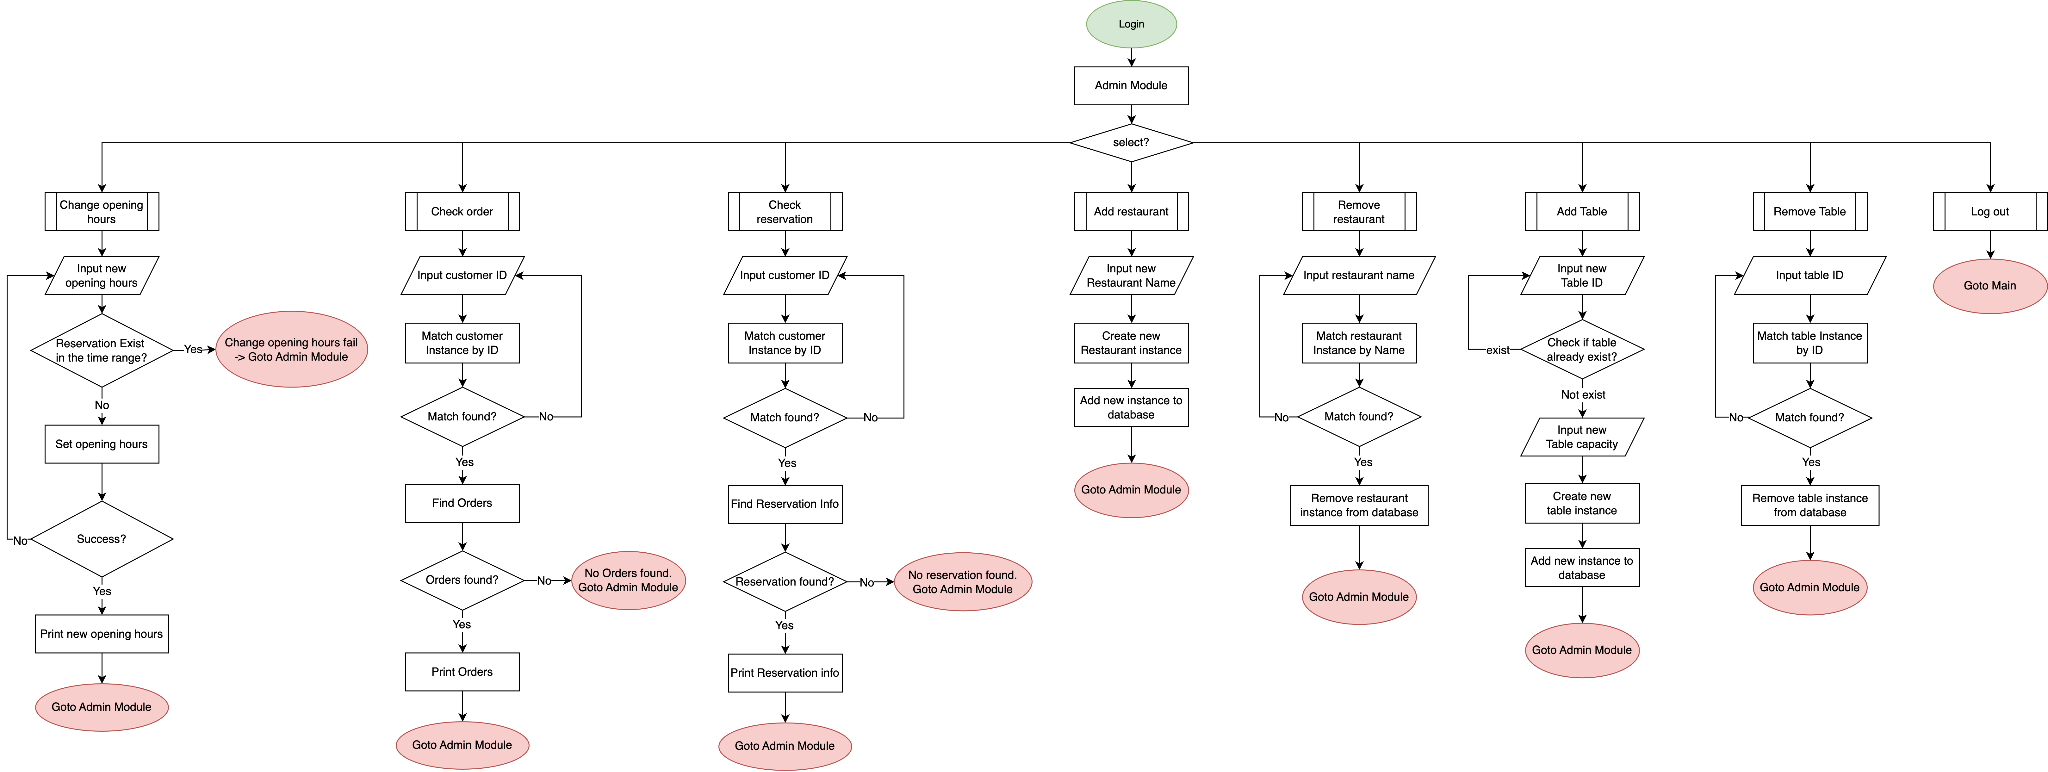 Login
Admin Module
select?
Change opening
hours
Input new
opening hours
Reservation Exist
in the time range?
Yes
Change opening hours fail
-> Goto Admin Module
No
Set opening hours
Success?
No
Yes
Print new opening hours
Goto Admin Module
Check order
Input customer ID
Match customer
Instance by ID
Match found?
No
Yes
Find Orders
Orders found?
No
No Orders found.
Goto Admin Module
Yes
Print Orders
Goto Admin Module
Check
reservation
Input customer ID
Match customer
Instance by ID
Match found?
No
Yes
Find Reservation Info
Reservation found?
No
No reservation found.
Goto Admin Module
Yes
Print Reservation info
Goto Admin Module
Add restaurant
Input new
Restaurant Name
Create new
Restaurant instance
Add new instance to
database
Goto Admin Module
Remove
restaurant
Input restaurant name
Match restaurant
Instance by Name
Match found?
No
Yes
Remove restaurant
instance from database
Goto Admin Module
Add Table
Input new
Table ID
Check if table
already exist?
exist
Not exist
Input new
Table capacity
Create new
table instance
Add new instance to
database
Goto Admin Module
Remove Table
Input table ID
Match table Instance
by ID
Match found?
No
Yes
Remove table instance
from database
Goto Admin Module
Log out
Goto Main